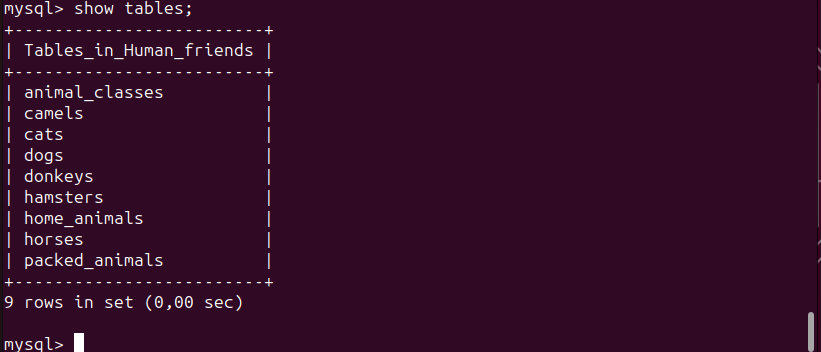 mysql> show tables;
+-------------------------+
| Tables_in_Human_friends |
+-------------------------+
| animal_classes          |
| camels                  |
| cats                    |
| dogs                    |
| donkeys                 |
| hamsters                |
| home_animals            |
| horses                  |
| packed_animals          |
+-------------------------+
9 rows in set (0,00 sec)
mysql>